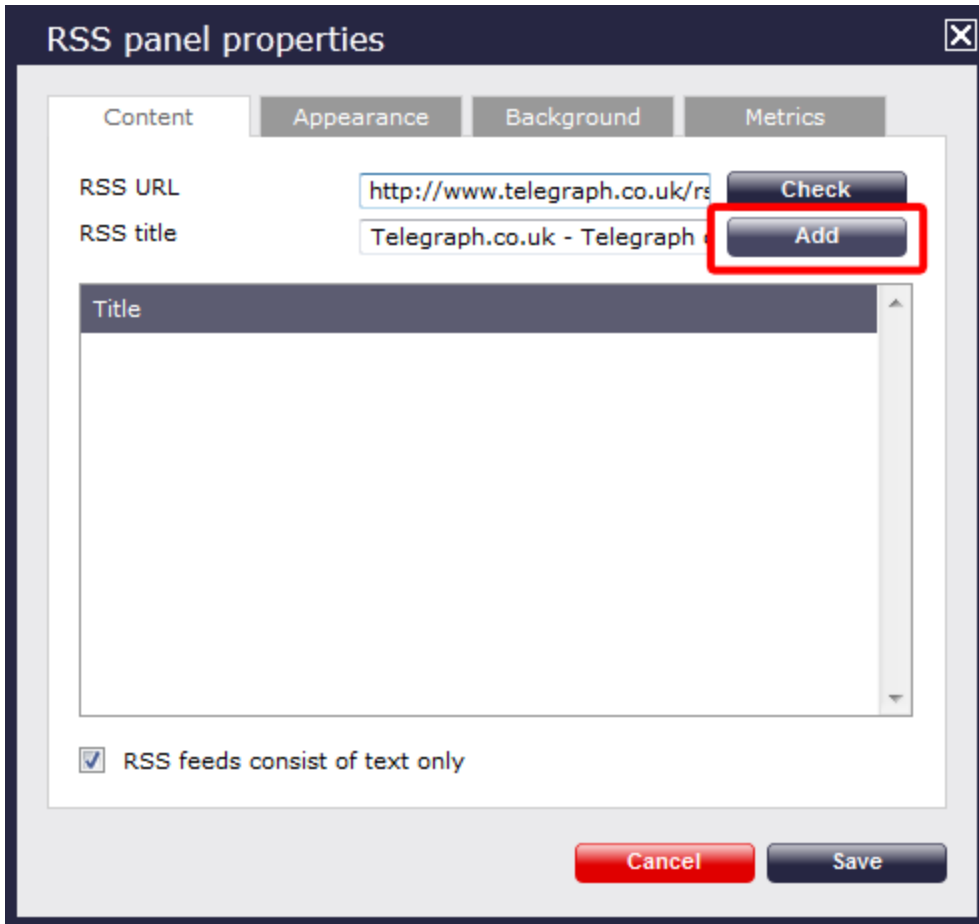 RSS panel properties
Content Appearance Background Metrics
RSS URL http://www.telegraph.co.uk/rs Check
RSS title Telegraph.co.uk - Telegraph Add
Title
RSS feeds consist of text only
Cancel Save